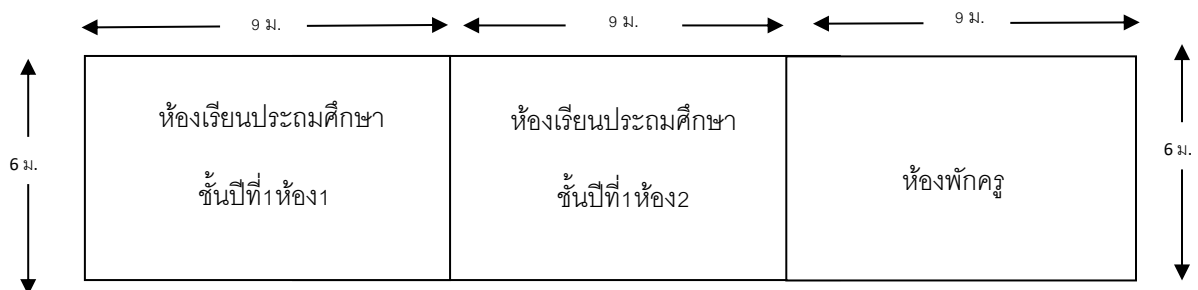 9 ม.
9 ม.
9 ม.
6 ม.
ห้องเรียนประถมศึกษา
ชั้นปีที่1ห้อง1
ห้องเรียนประถมศึกษา
ชั้นปีที่1ห้อง2
ห้องพักครู
6 ม.